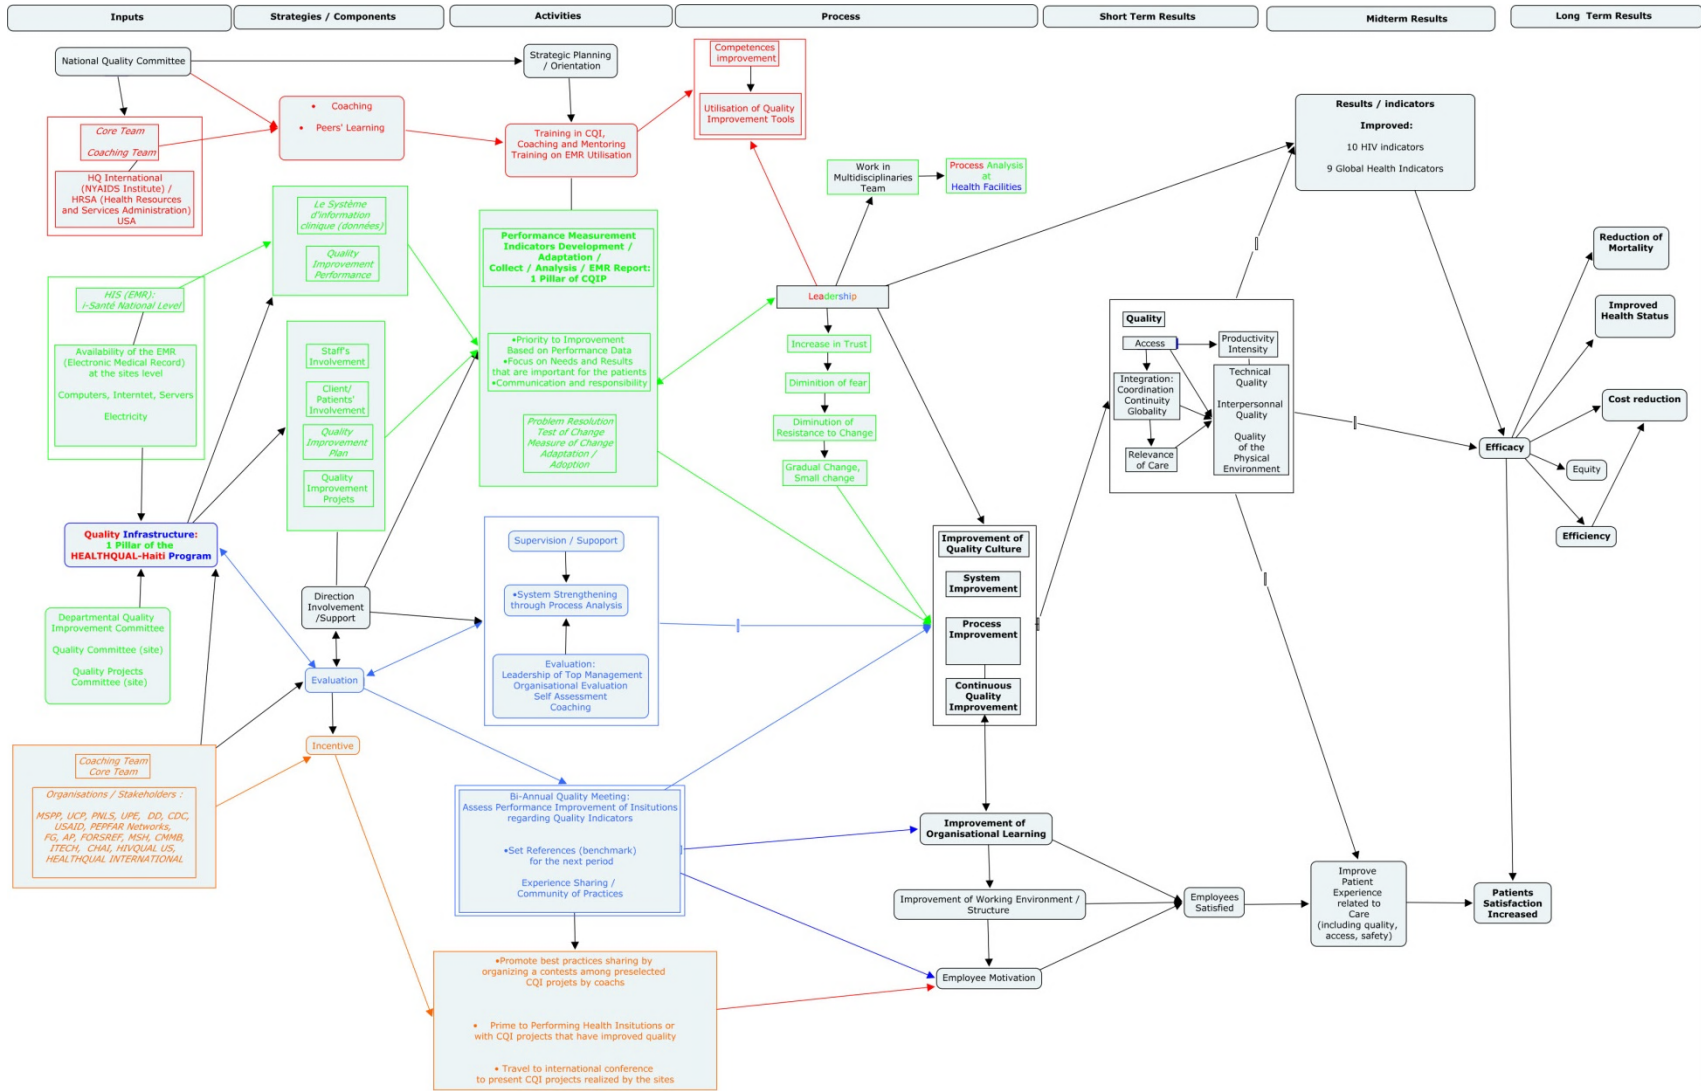 Inputs
Strategies / Components
Activities
Process
Short Term Results
Midterm Results
Long Term Results
National Quality Committee
Core Team
Coaching Team
HQ International
(NYAIDS Institute) /
HRSA (Health Resources
and Services Administration)
USA
HIS (EMR):
i-Santé National Level
Availability of the EMR
(Electronic Medical Record)
at the sites level
Computers, Internet, Servers
Electricity
Quality Infrastructure:
1 Pillar of the
HEALTHQUAL-Haiti Program
Departmental Quality
Improvement Committee
Quality Committee (site)
Quality Projects
Committee (site)
Coaching Team
Core Team
Organisations / Stakeholders :
MSPP, UCP, PNLS, UPE, DD, CDC,
USAID, PEPFAR Networks,
FG, AP, FORSREF, MSH, CMMB,
ITECH, CHAI, HIVQUAL US,
HEALTHQUAL INTERNATIONAL
• Coaching
• Peers' Learning
Le Système
d'information
clinique (données)
Quality
Improvement
Performance
Staff's
Involvement
Client/
Patients'
Involvement
Quality
Improvement
Plan
Quality
Improvement
Projets
Direction
Involvement
/Support
Evaluation
Incentive
Strategic Planning
/ Orientation
Training in CQI,
Coaching and Mentoring
Training on EMR Utilisation
Performance Measurement
Indicators Development /
Adaptation /
Collect / Analysis / EMR Report:
1 Pillar of CQIP
•Priority to Improvement
Based on Performance Data
•Focus on Needs and Results
that are important for the patients
•Communication and responsibility
Problem Resolution
Test of Change
Measure of Change
Adaptation /
Adoption
Supervision / Supoport
•System Strengthening
through Process Analysis
Evaluation:
Leadership of Top Management
Organisational Evaluation
Self Assessment
Coaching
Bi-Annual Quality Meeting:
Assess Performance Improvement of Insitutions
regarding Quality Indicators
•Set References (benchmark)
for the next period
Experience Sharing /
Community of Practices
•Promote best practices sharing by
organizing a contests among preselected
CQI projets by coachs
• Prime to Performing Health Insitutions or
with CQI projects that have improved quality
• Travel to international conference
to present CQI projects realized by the sites
Competences
improvement
Utilisation of Quality
Improvement Tools
Work in
Multidisciplinaries
Team
Process Analysis
at
Health Facilities
Leadership
Increase in Trust
Diminition of fear
Diminution of
Resistance to Change
Gradual Change,
Small change
Improvement of
Quality Culture
System
Improvement
Process
Improvement
Continuous
Quality
Improvement
Improvement of
Organisational Learning
Improvement of Working Environment /
Structure
Employee Motivation
Quality
Access
Productivity
Intensity
Integration:
Coordination
Continuity
Globality
Relevance
of Care
Technical
Quality
Interpersonnal
Quality
Quality
of the
Physical
Environment
Employees
Satisfied
Results / indicators
Improved:
10 HIV indicators
9 Global Health Indicators
Improve
Patient
Experience
related to
Care
(including quality,
access, safety)
Reduction of
Mortality
Improved
Health Status
Cost reduction
Efficacy
Equity
Efficiency
Patients
Satisfaction
Increased